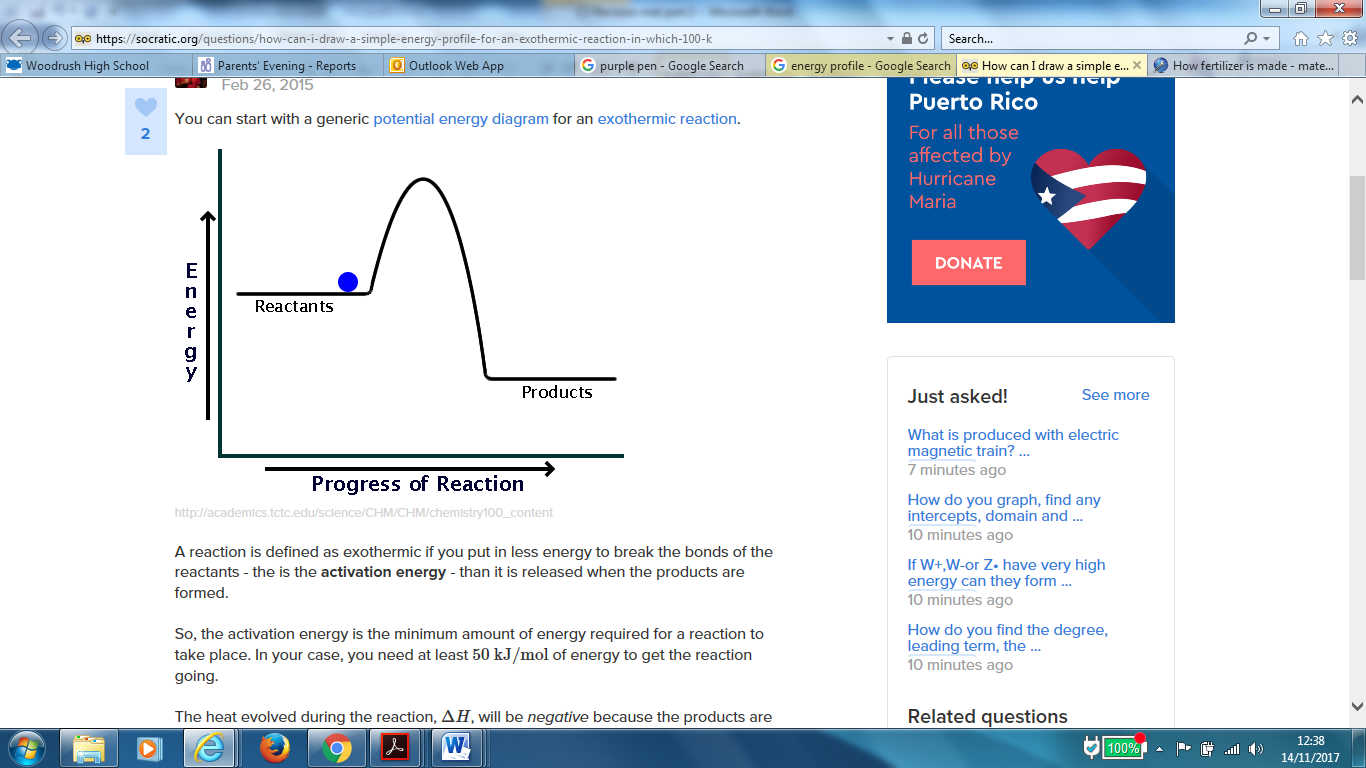 https://socratic.org/questions/how-can-i-draw-a-simple-energy-profile-for-an-exothermic-reaction-in-which-100-k
Search...
Woodrush High School
Parents' Evening - Reports
Outlook Web App
purple pen - Google Search
energy profile - Google Search
How can I draw a simple e...
How fertilizer is made - mate...
Feb 26, 2015
2
You can start with a generic potential energy diagram for an exothermic reaction.
Energy
Reactants
Products
Progress of Reaction
http://academics.tctc.edu/science/CHM/CHM/chemistry100_content
A reaction is defined as exothermic if you put in less energy to break the bonds of the
reactants - the is the activation energy - than it is released when the products are
formed.
So, the activation energy is the minimum amount of energy required for a reaction to
take place. In your case, you need at least 50 kJ/mol of energy to get the reaction
going.
The heat evolved during the reaction, ΔH, will be negative because the products are
Please help us help
Puerto Rico
For all those
affected by
Hurricane
Maria
DONATE
Just asked!
See more
What is produced with electric
magnetic train? ...
7 minutes ago
How do you graph, find any
intercepts, domain and ...
10 minutes ago
If W+,W-or Z• have very high
energy can they form ...
10 minutes ago
How do you find the degree,
leading term, the ...
10 minutes ago
Related questions
100%
12:38
14/11/2017